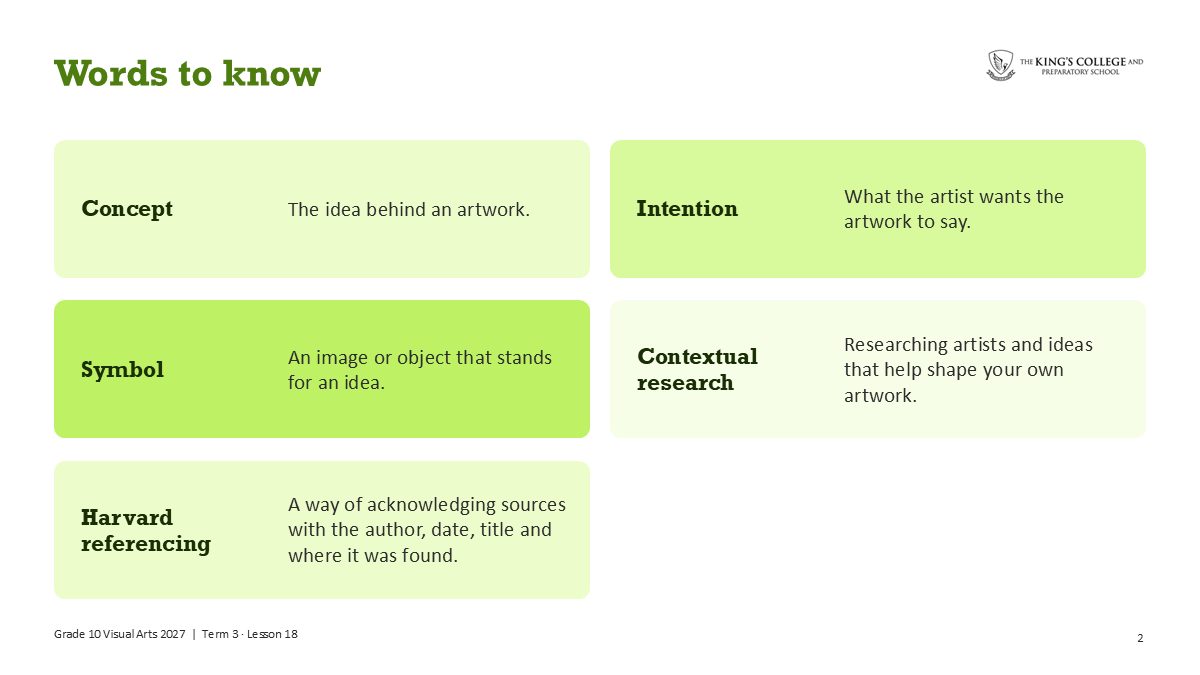 Words to know
THE KING'S COLLEGE AND
PREPARATORY SCHOOL
Concept
The idea behind an artwork.
Intention
What the artist wants the
artwork to say.
Symbol
An image or object that stands
for an idea.
Contextual
research
Researching artists and ideas
that help shape your own
artwork.
Harvard
referencing
A way of acknowledging sources
with the author, date, title and
where it was found.
Grade 10 Visual Arts 2027 | Term 3 · Lesson 18
2